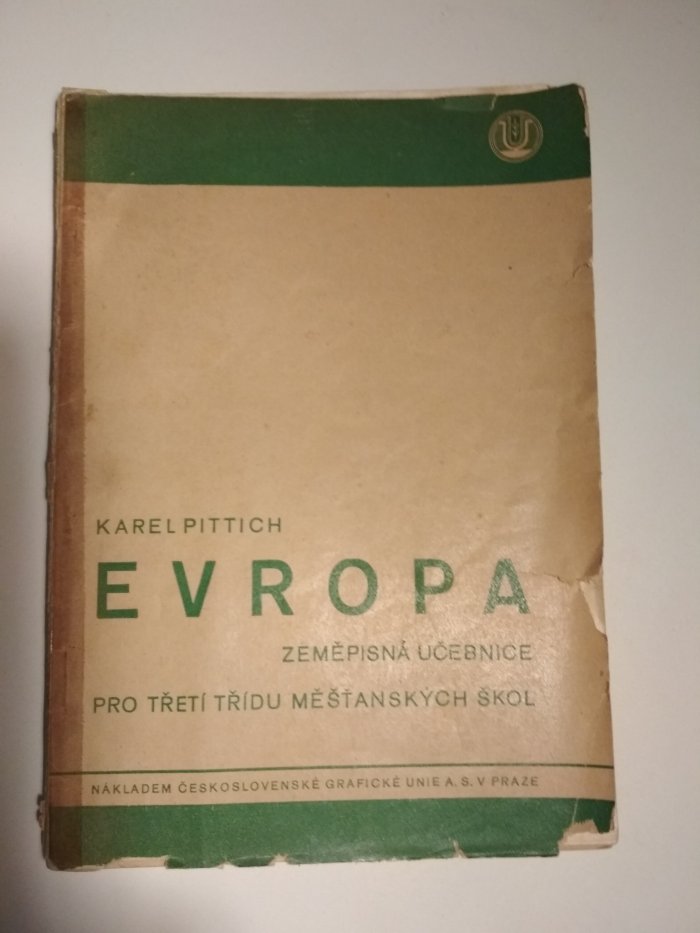 KAREL PITTICH
EVROPA
ZEMĚPISNÁ UČEBNICE
PRO TŘETÍ TŘÍDU MĚŠŤANSKÝCH ŠKOL
NÁKLADEM ČESKOSLOVENSKÉ GRAFICKÉ UNIE A. S. V PRAZE